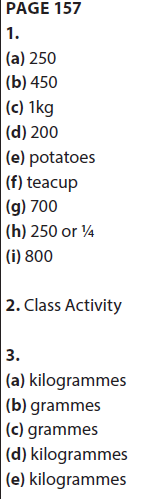 PAGE 157
1.
(a) 250
(b) 450
(c) 1kg
(d) 200
(e) potatoes
(f) teacup
(g) 700
(h) 250 or ¼
(i) 800
2. Class Activity
3.
(a) kilogrammes
(b) grammes
(c) grammes
(d) kilogrammes
(e) kilogrammes